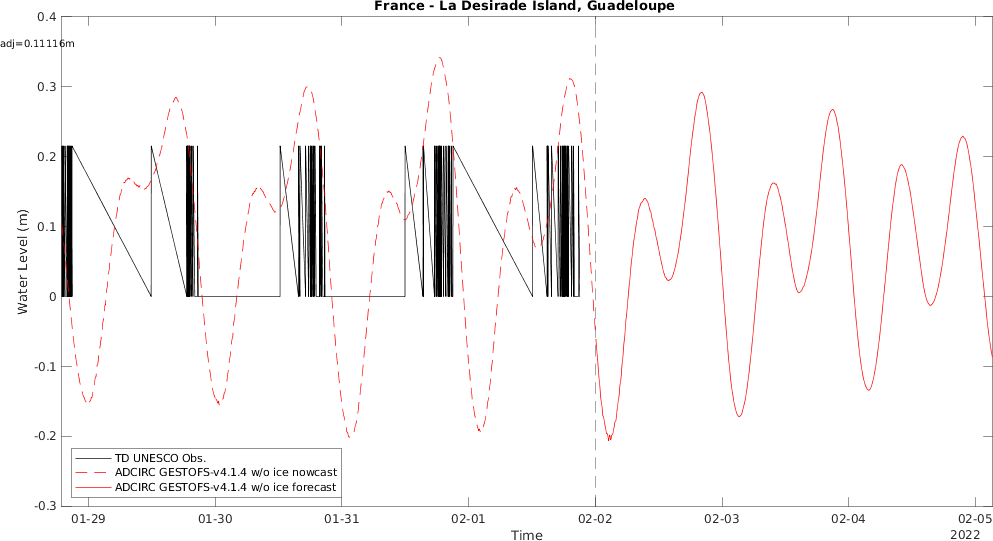 France - La Desirade Island, Guadeloupe
adj=0.11116m
0.4
0.3
0.2
0.1
0
-0.1
-0.2
-0.3
Water Level (m)
TD UNESCO Obs.
ADCIRC GESTOFS-v4.1.4 w/o ice nowcast
ADCIRC GESTOFS-v4.1.4 w/o ice forecast
01-29 01-30 01-31 02-01 02-02 02-03 02-04 02-05
Time
2022